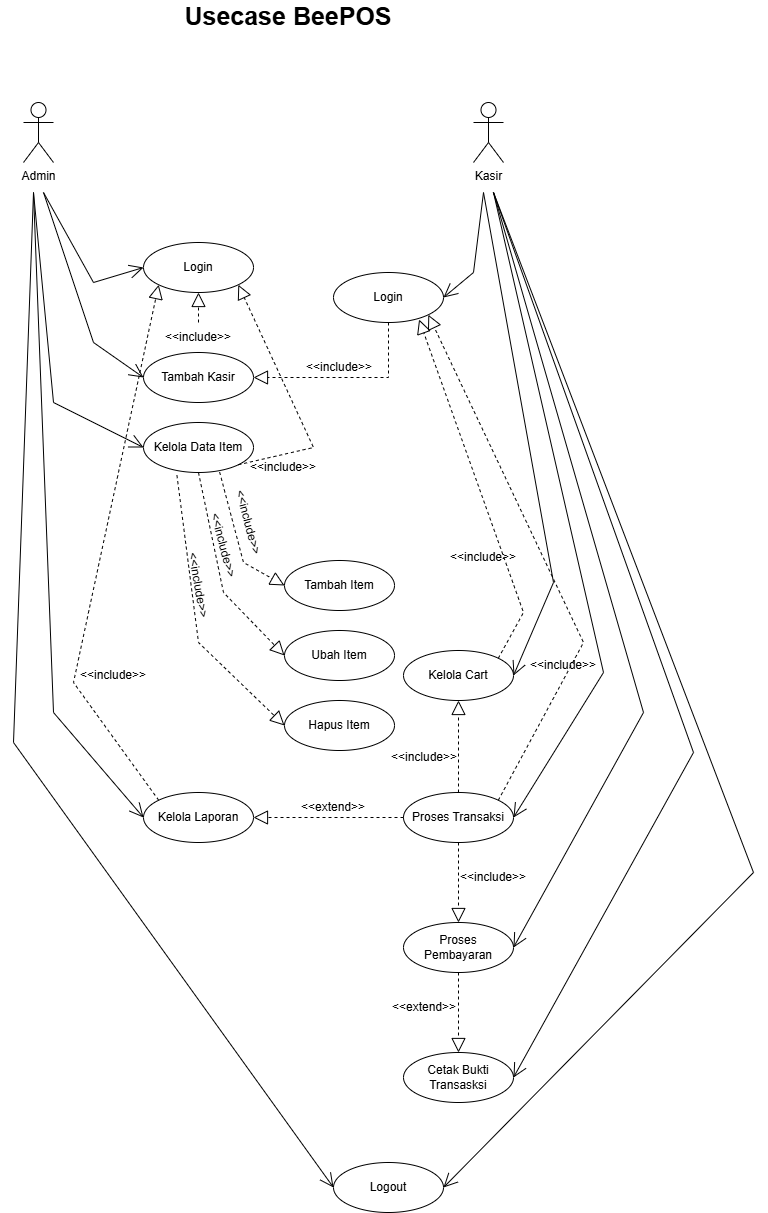 Usecase BeePOS
Admin
Kasir
Login
Login
<<include>>
<<include>>
Tambah Kasir
Kelola Data Item
<<include>>
<<include>>
<<include>>
<<include>>
<<include>>
Tambah Item
Ubah Item
<<include>>
<<include>>
Kelola Cart
Hapus Item
<<include>>
<<extend>>
Kelola Laporan
Proses Transaksi
<<include>>
Proses
Pembayaran
<<extend>>
Cetak Bukti
Transasksi
Logout